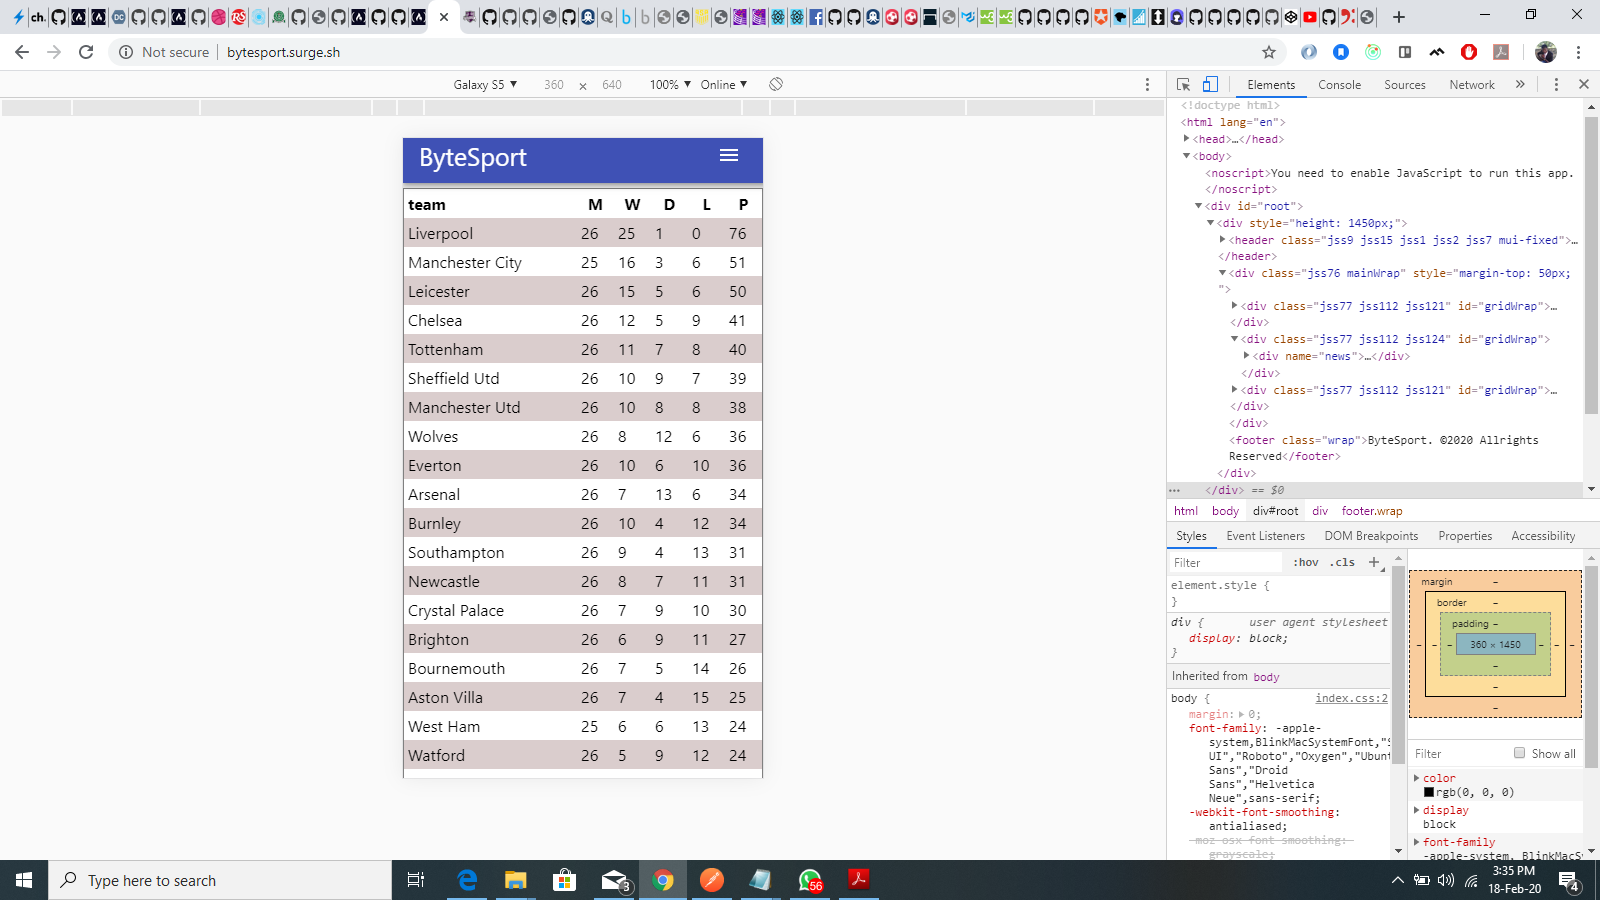 ch.
Not secure | bytesport.surge.sh
Galaxy S5 ▼ 360 × 640 100% ▼ Online ▼
Elements Console Sources Network »
ByteSport
team M W D L P
Liverpool 26 25 1 0 76
Manchester City 25 16 3 6 51
Leicester 26 15 5 6 50
Chelsea 26 12 5 9 41
Tottenham 26 11 7 8 40
Sheffield Utd 26 10 9 7 39
Manchester Utd 26 10 8 8 38
Wolves 26 8 12 6 36
Everton 26 10 6 10 36
Arsenal 26 7 13 6 34
Burnley 26 10 4 12 34
Southampton 26 9 4 13 31
Newcastle 26 8 7 11 31
Crystal Palace 26 7 9 10 30
Brighton 26 6 9 11 27
Bournemouth 26 7 5 14 26
Aston Villa 26 7 4 15 25
West Ham 25 6 6 13 24
Watford 26 5 9 12 24
<!doctype html>
<html lang="en">
<head>…</head>
<body>
<noscript>You need to enable JavaScript to run this app.
</noscript>
<div id="root">
<div style="height: 1450px;">
<header class="jss9 jss15 jss1 jss2 jss7 mui-fixed">…
</header>
<div class="jss76 mainWrap" style="margin-top: 50px;
">
<div class="jss77 jss112 jss121" id="gridWrap">…
</div>
<div class="jss77 jss112 jss124" id="gridWrap">
<div name="news">…</div>
</div>
<div class="jss77 jss112 jss121" id="gridWrap">…
</div>
</div>
<footer class="wrap">ByteSport. ©2020 Allrights
Reserved</footer>
</div>
… </div> == $0
html body div#root div footer.wrap
Styles Event Listeners DOM Breakpoints Properties Accessibility
Filter :hov .cls +
element.style {
}
div { user agent stylesheet
display: block;
}
Inherited from body
body { index.css:2
margin: 0;
font-family: -apple-
system,BlinkMacSystemFont,"S
UI","Roboto","Oxygen","Ubunt
Sans","Droid
Sans","Helvetica
Neue",sans-serif;
-webkit-font-smoothing:
antialiased;
-moz-osx-font-smoothing:
grayscale;
margin –
border –
padding –
– – – 360 × 1450 – – –
–
–
–
Filter Show all
color
rgb(0, 0, 0)
display
block
font-family
-apple-system, BlinkMacSy
Type here to search
3
56
3:35 PM
18-Feb-20
4